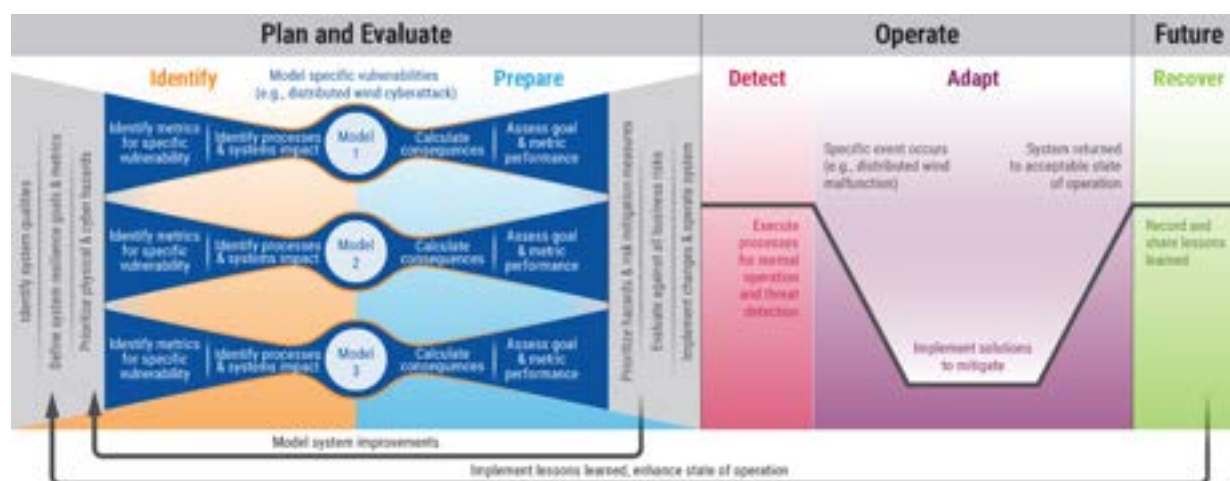 Plan and Evaluate
Operate
Future
Identify
Model specific vulnerabilities
(e.g., distributed wind cyberattack)
Prepare
Detect
Adapt
Recover
Identify system qualities
Define system resilience goals & metrics
Prioritize physical & cyber hazards
Identify metrics
for specific
vulnerability
Identify processes
& systems impact
Model
1
Calculate
consequences
Assess goal
& metric
performance
Identify metrics
for specific
vulnerability
Identify processes
& systems impact
Model
2
Calculate
consequences
Assess goal
& metric
performance
Identify metrics
for specific
vulnerability
Identify processes
& systems impact
Model
3
Calculate
consequences
Assess goal
& metric
performance
Prioritize hazards & risk mitigation measures
Evaluate against all business risks
Implement changes & operate system
Execute
processes
for normal
operation
and threat
detection
Specific event occurs
(e.g., distributed wind
malfunction)
System returned
to acceptable state
of operation
Implement solutions
to mitigate
Record and
share lessons
learned
Model system improvements
Implement lessons learned, enhance state of operation